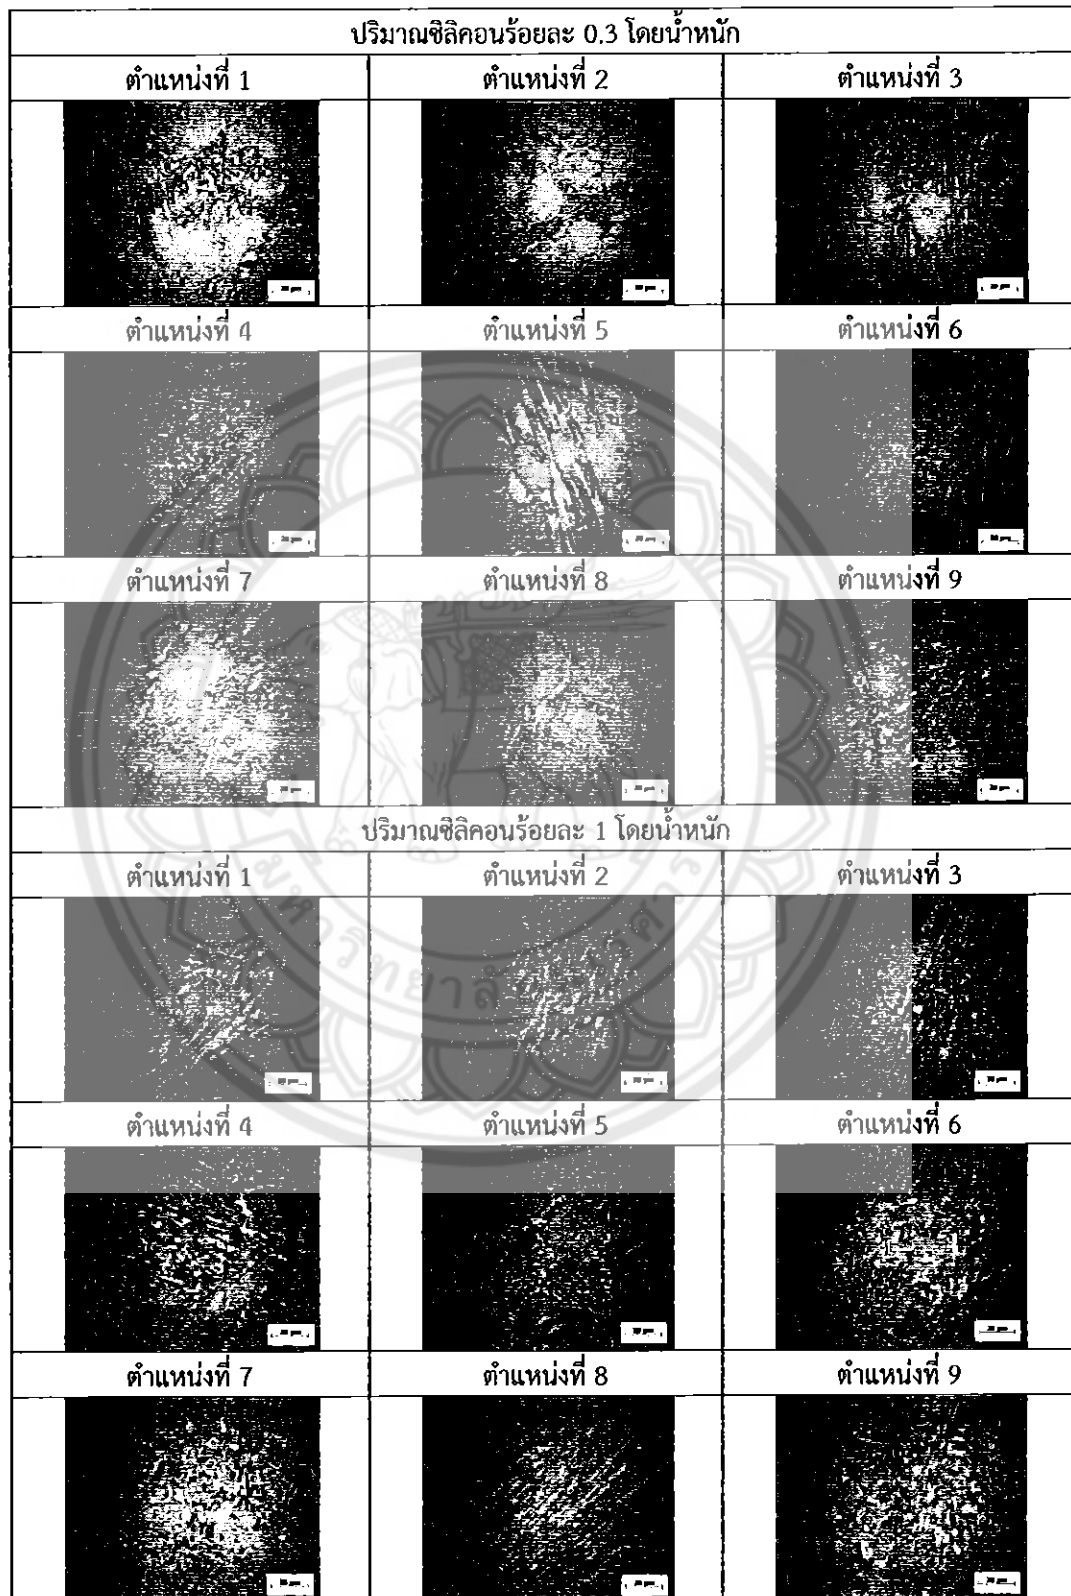 ปริมาณซิลิคอนร้อยละ 0.3 โดยน้ำหนัก
ตำแหน่งที่ 1 ตำแหน่งที่ 2 ตำแหน่งที่ 3
ตำแหน่งที่ 4 ตำแหน่งที่ 5 ตำแหน่งที่ 6
ตำแหน่งที่ 7 ตำแหน่งที่ 8 ตำแหน่งที่ 9
ปริมาณซิลิคอนร้อยละ 1 โดยน้ำหนัก
ตำแหน่งที่ 1 ตำแหน่งที่ 2 ตำแหน่งที่ 3
ตำแหน่งที่ 4 ตำแหน่งที่ 5 ตำแหน่งที่ 6
ตำแหน่งที่ 7 ตำแหน่งที่ 8 ตำแหน่งที่ 9